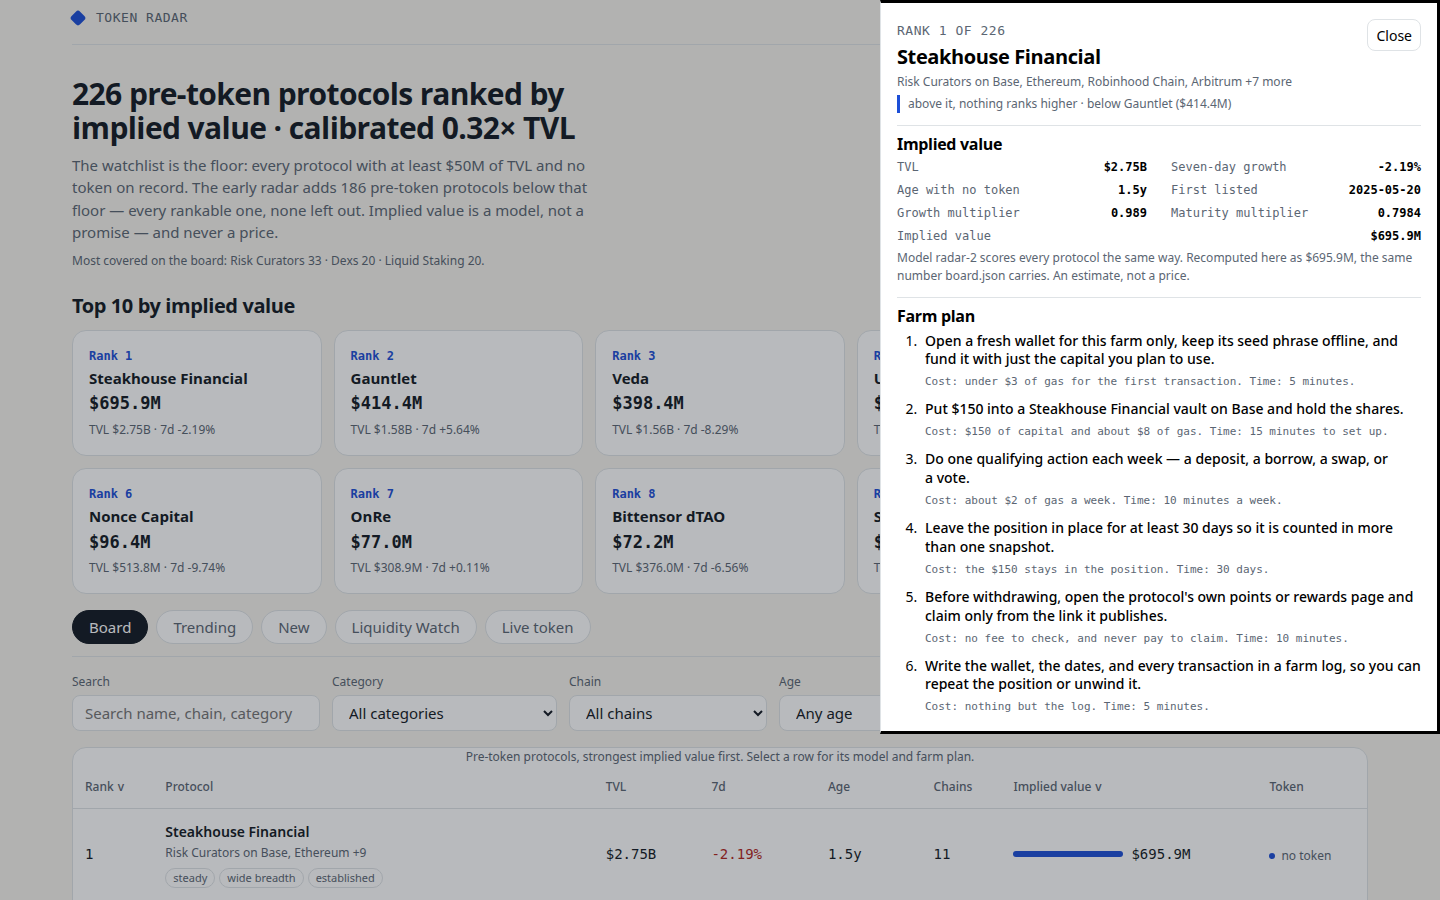 TOKEN RADAR
226 pre-token protocols ranked by
implied value · calibrated 0.32× TVL
The watchlist is the floor: every protocol with at least $50M of TVL and no
token on record. The early radar adds 186 pre-token protocols below that
floor — every rankable one, none left out. Implied value is a model, not a
promise — and never a price.
Most covered on the board: Risk Curators 33 · Dexs 20 · Liquid Staking 20.
Top 10 by implied value
Rank 1
Steakhouse Financial
$695.9M
TVL $2.75B · 7d -2.19%
Rank 2
Gauntlet
$414.4M
TVL $1.58B · 7d +5.64%
Rank 3
Veda
$398.4M
TVL $1.56B · 7d -8.29%
Rank 6
Nonce Capital
$96.4M
TVL $513.8M · 7d -9.74%
Rank 7
OnRe
$77.0M
TVL $308.9M · 7d +0.11%
Rank 8
Bittensor dTAO
$72.2M
TVL $376.0M · 7d -6.56%
Board
Trending
New
Liquidity Watch
Live token
Search
Category
Chain
Age
Search name, chain, category
All categories
All chains
Any age
Pre-token protocols, strongest implied value first. Select a row for its model and farm plan.
Rank v Protocol TVL 7d Age Chains Implied value v Token
Steakhouse Financial
1 Risk Curators on Base, Ethereum +9 $2.75B -2.19% 1.5y 11 $695.9M no token
steady wide breadth established
RANK 1 OF 226
Close
Steakhouse Financial
Risk Curators on Base, Ethereum, Robinhood Chain, Arbitrum +7 more
above it, nothing ranks higher · below Gauntlet ($414.4M)
Implied value
TVL $2.75B Seven-day growth -2.19%
Age with no token 1.5y First listed 2025-05-20
Growth multiplier 0.989 Maturity multiplier 0.7984
Implied value $695.9M
Model radar-2 scores every protocol the same way. Recomputed here as $695.9M, the same
number board.json carries. An estimate, not a price.
Farm plan
1. Open a fresh wallet for this farm only, keep its seed phrase offline, and
fund it with just the capital you plan to use.
Cost: under $3 of gas for the first transaction. Time: 5 minutes.
2. Put $150 into a Steakhouse Financial vault on Base and hold the shares.
Cost: $150 of capital and about $8 of gas. Time: 15 minutes to set up.
3. Do one qualifying action each week — a deposit, a borrow, a swap, or
a vote.
Cost: about $2 of gas a week. Time: 10 minutes a week.
4. Leave the position in place for at least 30 days so it is counted in more
than one snapshot.
Cost: the $150 stays in the position. Time: 30 days.
5. Before withdrawing, open the protocol's own points or rewards page and
claim only from the link it publishes.
Cost: no fee to check, and never pay to claim. Time: 10 minutes.
6. Write the wallet, the dates, and every transaction in a farm log, so you can
repeat the position or unwind it.
Cost: nothing but the log. Time: 5 minutes.